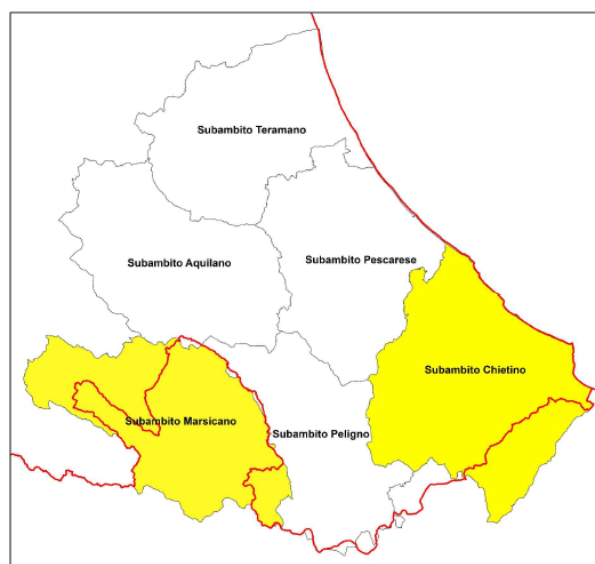 Subambito Teramano
Subambito Aquilano
Subambito Pescarese
Subambito Chietino
Subambito Marsicano
Subambito Peligno